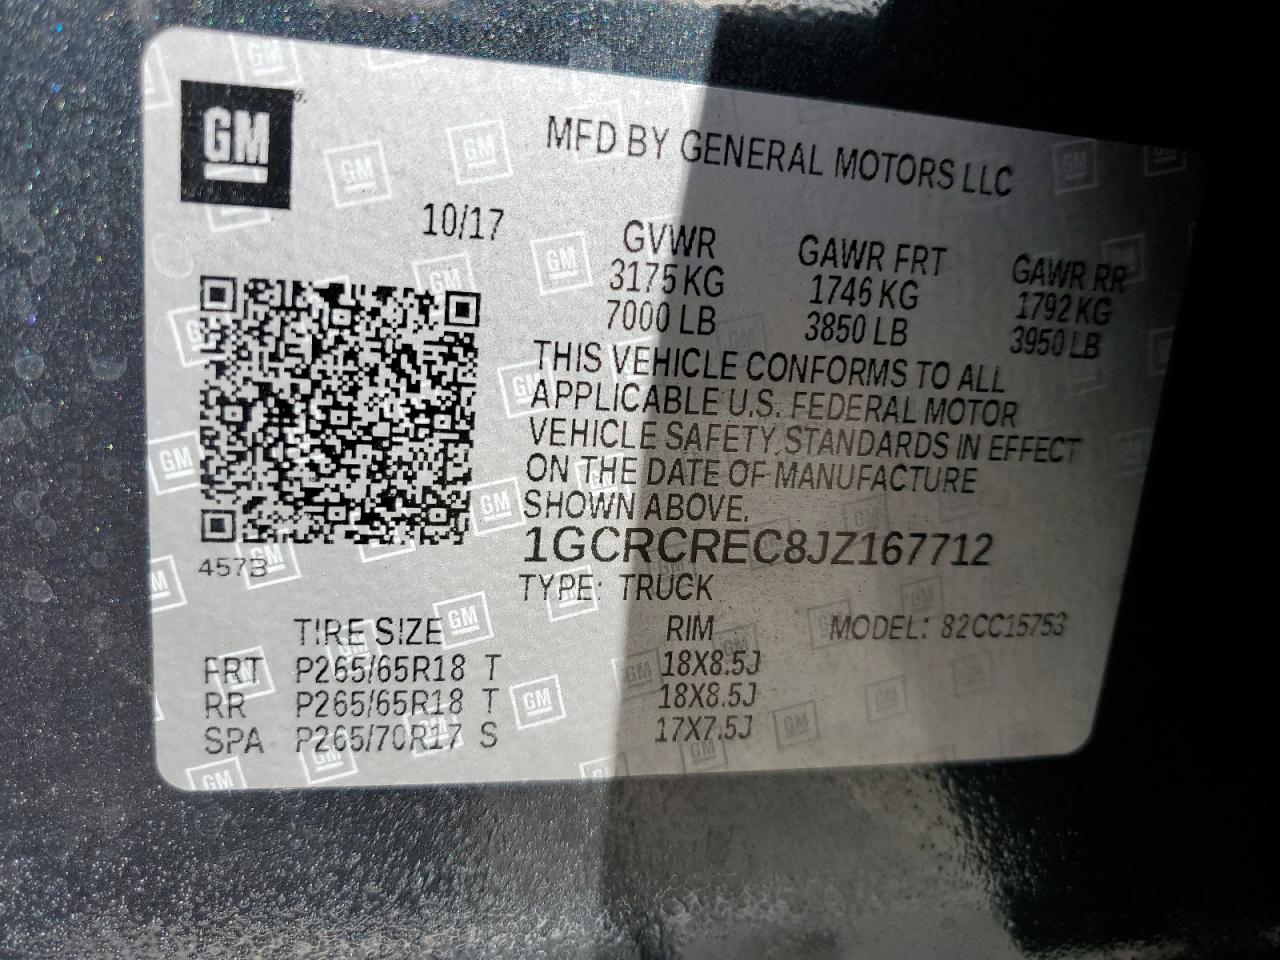 GM
MFD BY GENERAL MOTORS LLC
10/17
GVWR GAWR FRT GAWR RR
3175 KG 1746 KG 1792 KG
7000 LB 3850 LB 3950 LB
THIS VEHICLE CONFORMS TO ALL
APPLICABLE U.S. FEDERAL MOTOR
VEHICLE SAFETY STANDARDS IN EFFECT
ON THE DATE OF MANUFACTURE
SHOWN ABOVE.
1GCRCREC8JZ167712
TYPE: TRUCK
4573
MODEL: 82CC15753
TIRE SIZE RIM
FRT P265/65R18 T 18X8.5J
RR P265/65R18 T 18X8.5J
SPA P265/70R17 S 17X7.5J